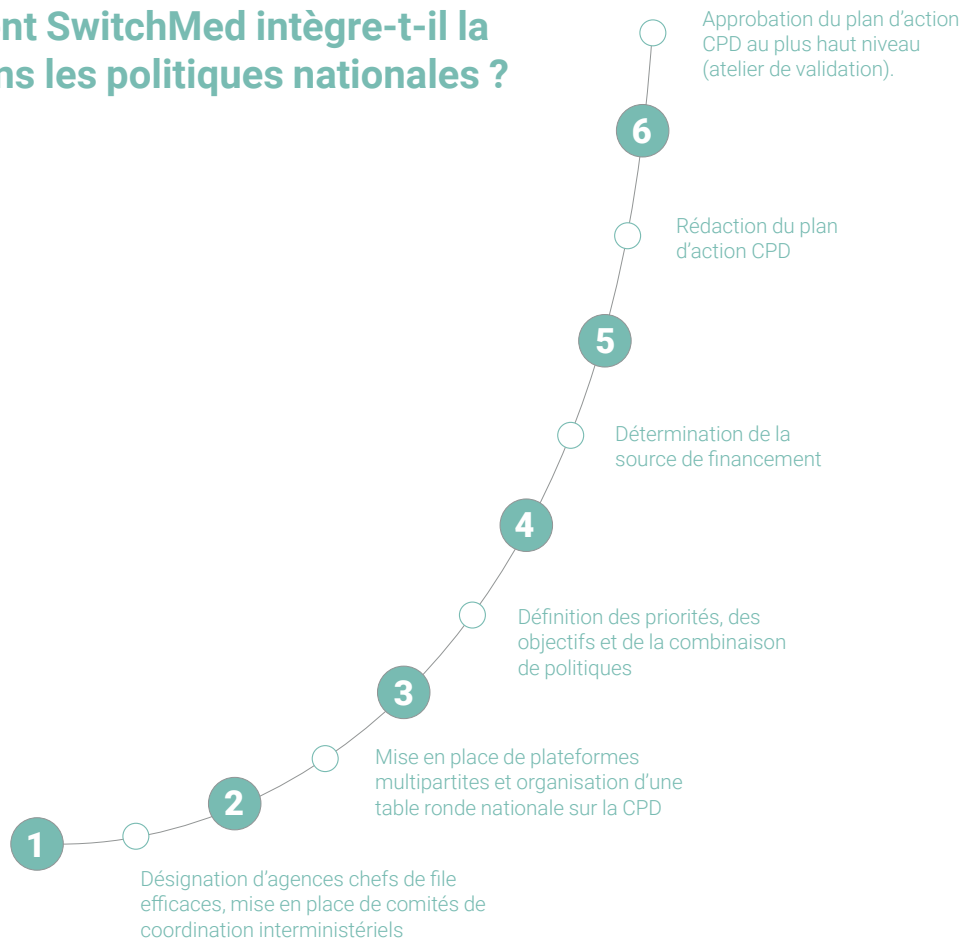 nt SwitchMed intègre-t-il la
ns les politiques nationales ?
Approbation du plan d’action
CPD au plus haut niveau
(atelier de validation).
6
Rédaction du plan
d’action CPD
5
Détermination de la
source de financement
4
Définition des priorités, des
objectifs et de la combinaison
de politiques
3
Mise en place de plateformes
multipartites et organisation d’une
table ronde nationale sur la CPD
2
1
Désignation d’agences chefs de file
efficaces, mise en place de comités de
coordination interministériels